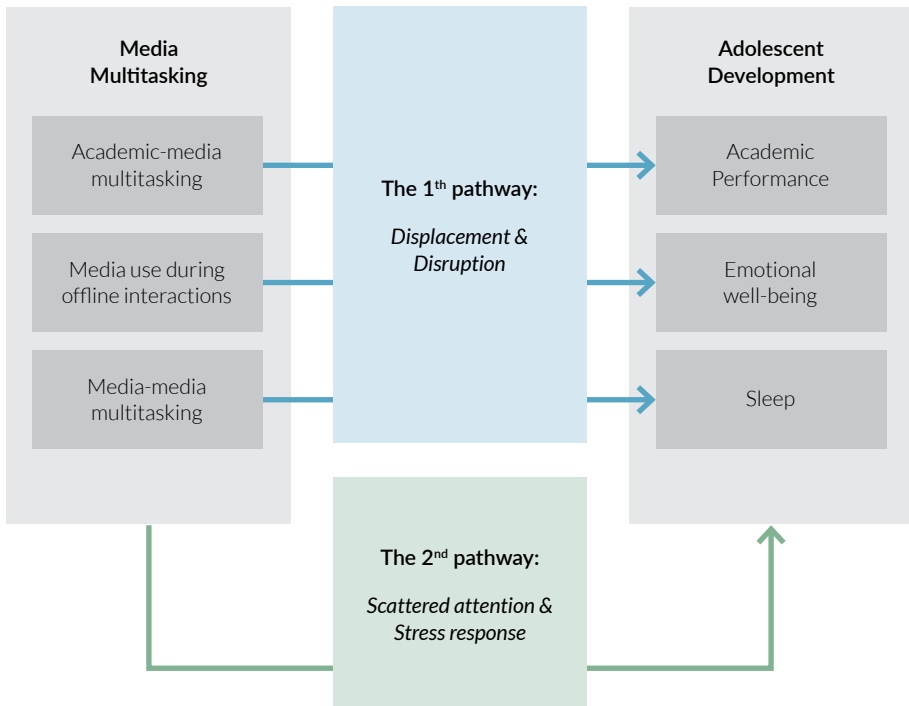 Media
Multitasking
Academic-media
multitasking
Media use during
offline interactions
Media-media
multitasking
The 1th pathway:
Displacement &
Disruption
Adolescent
Development
Academic
Performance
Emotional
well-being
Sleep
The 2nd pathway:
Scattered attention &
Stress response